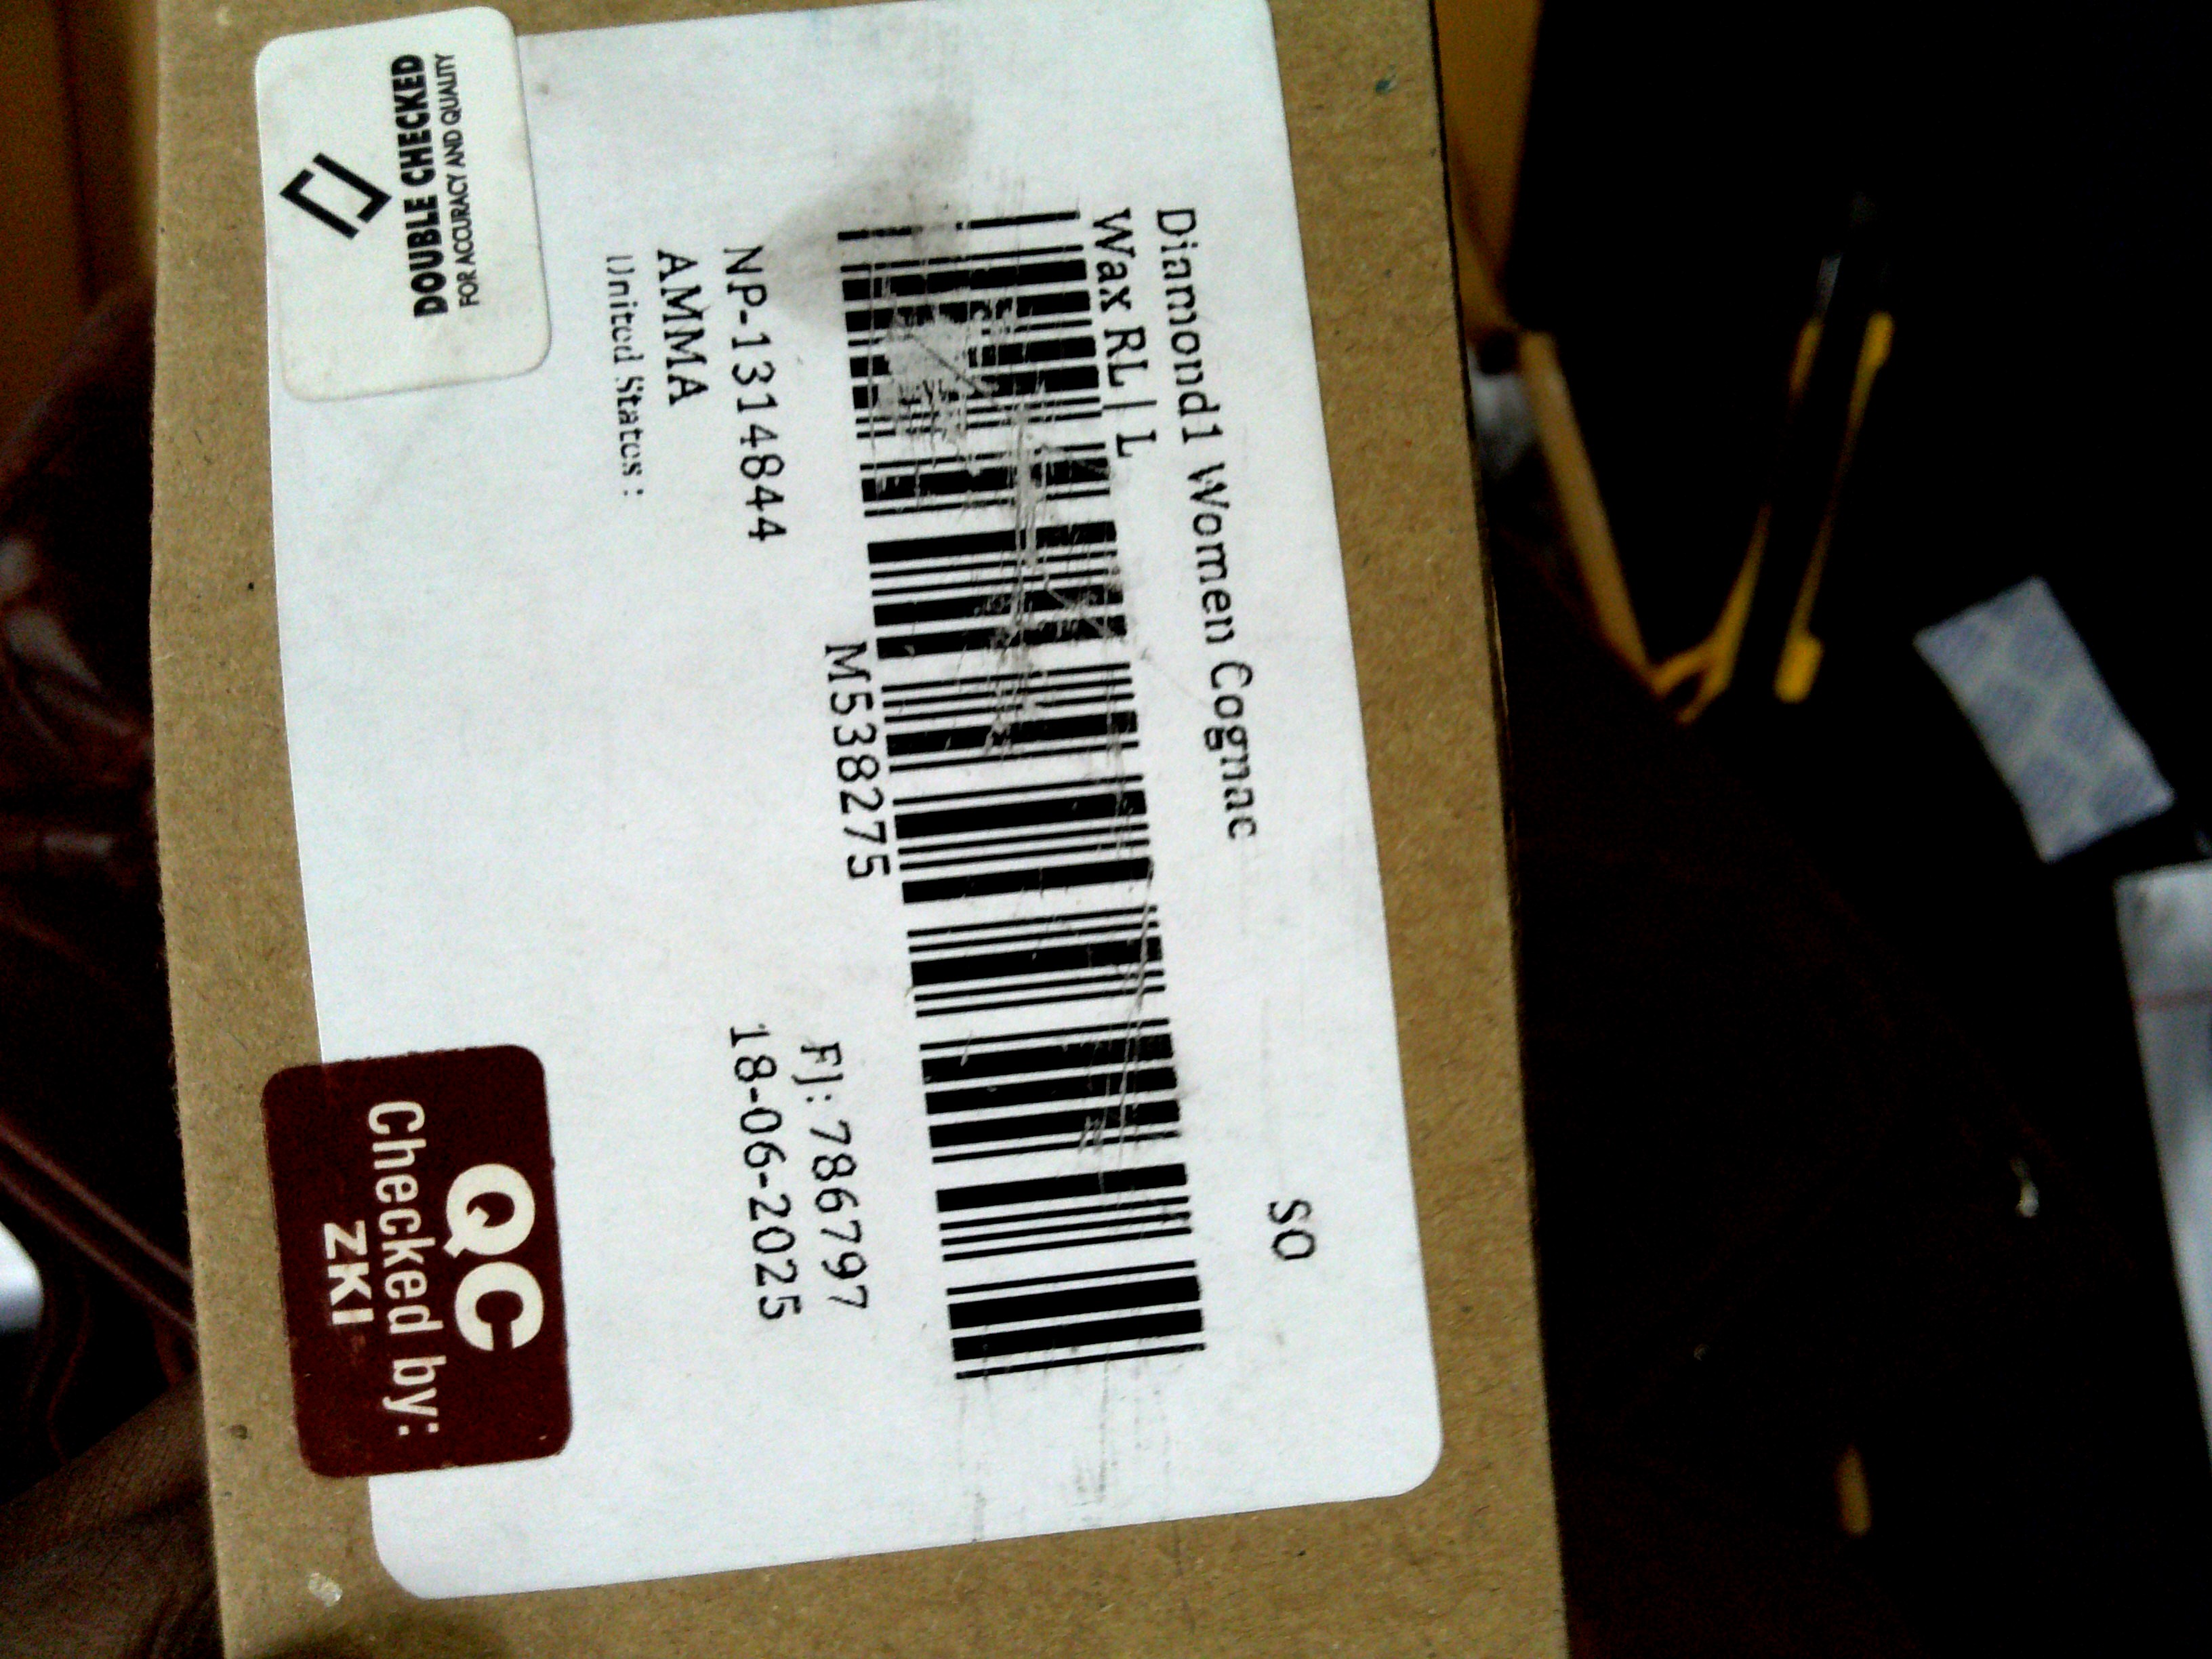 SO
Diamond1 Women Cognac
Wax RL | L
M538275
FJ: 786797
NP-1314844
18-06-2025
AMMA
United States :
DOUBLE CHECKED
FOR ACCURACY AND QUALITY
QC
Checked by:
ZKI